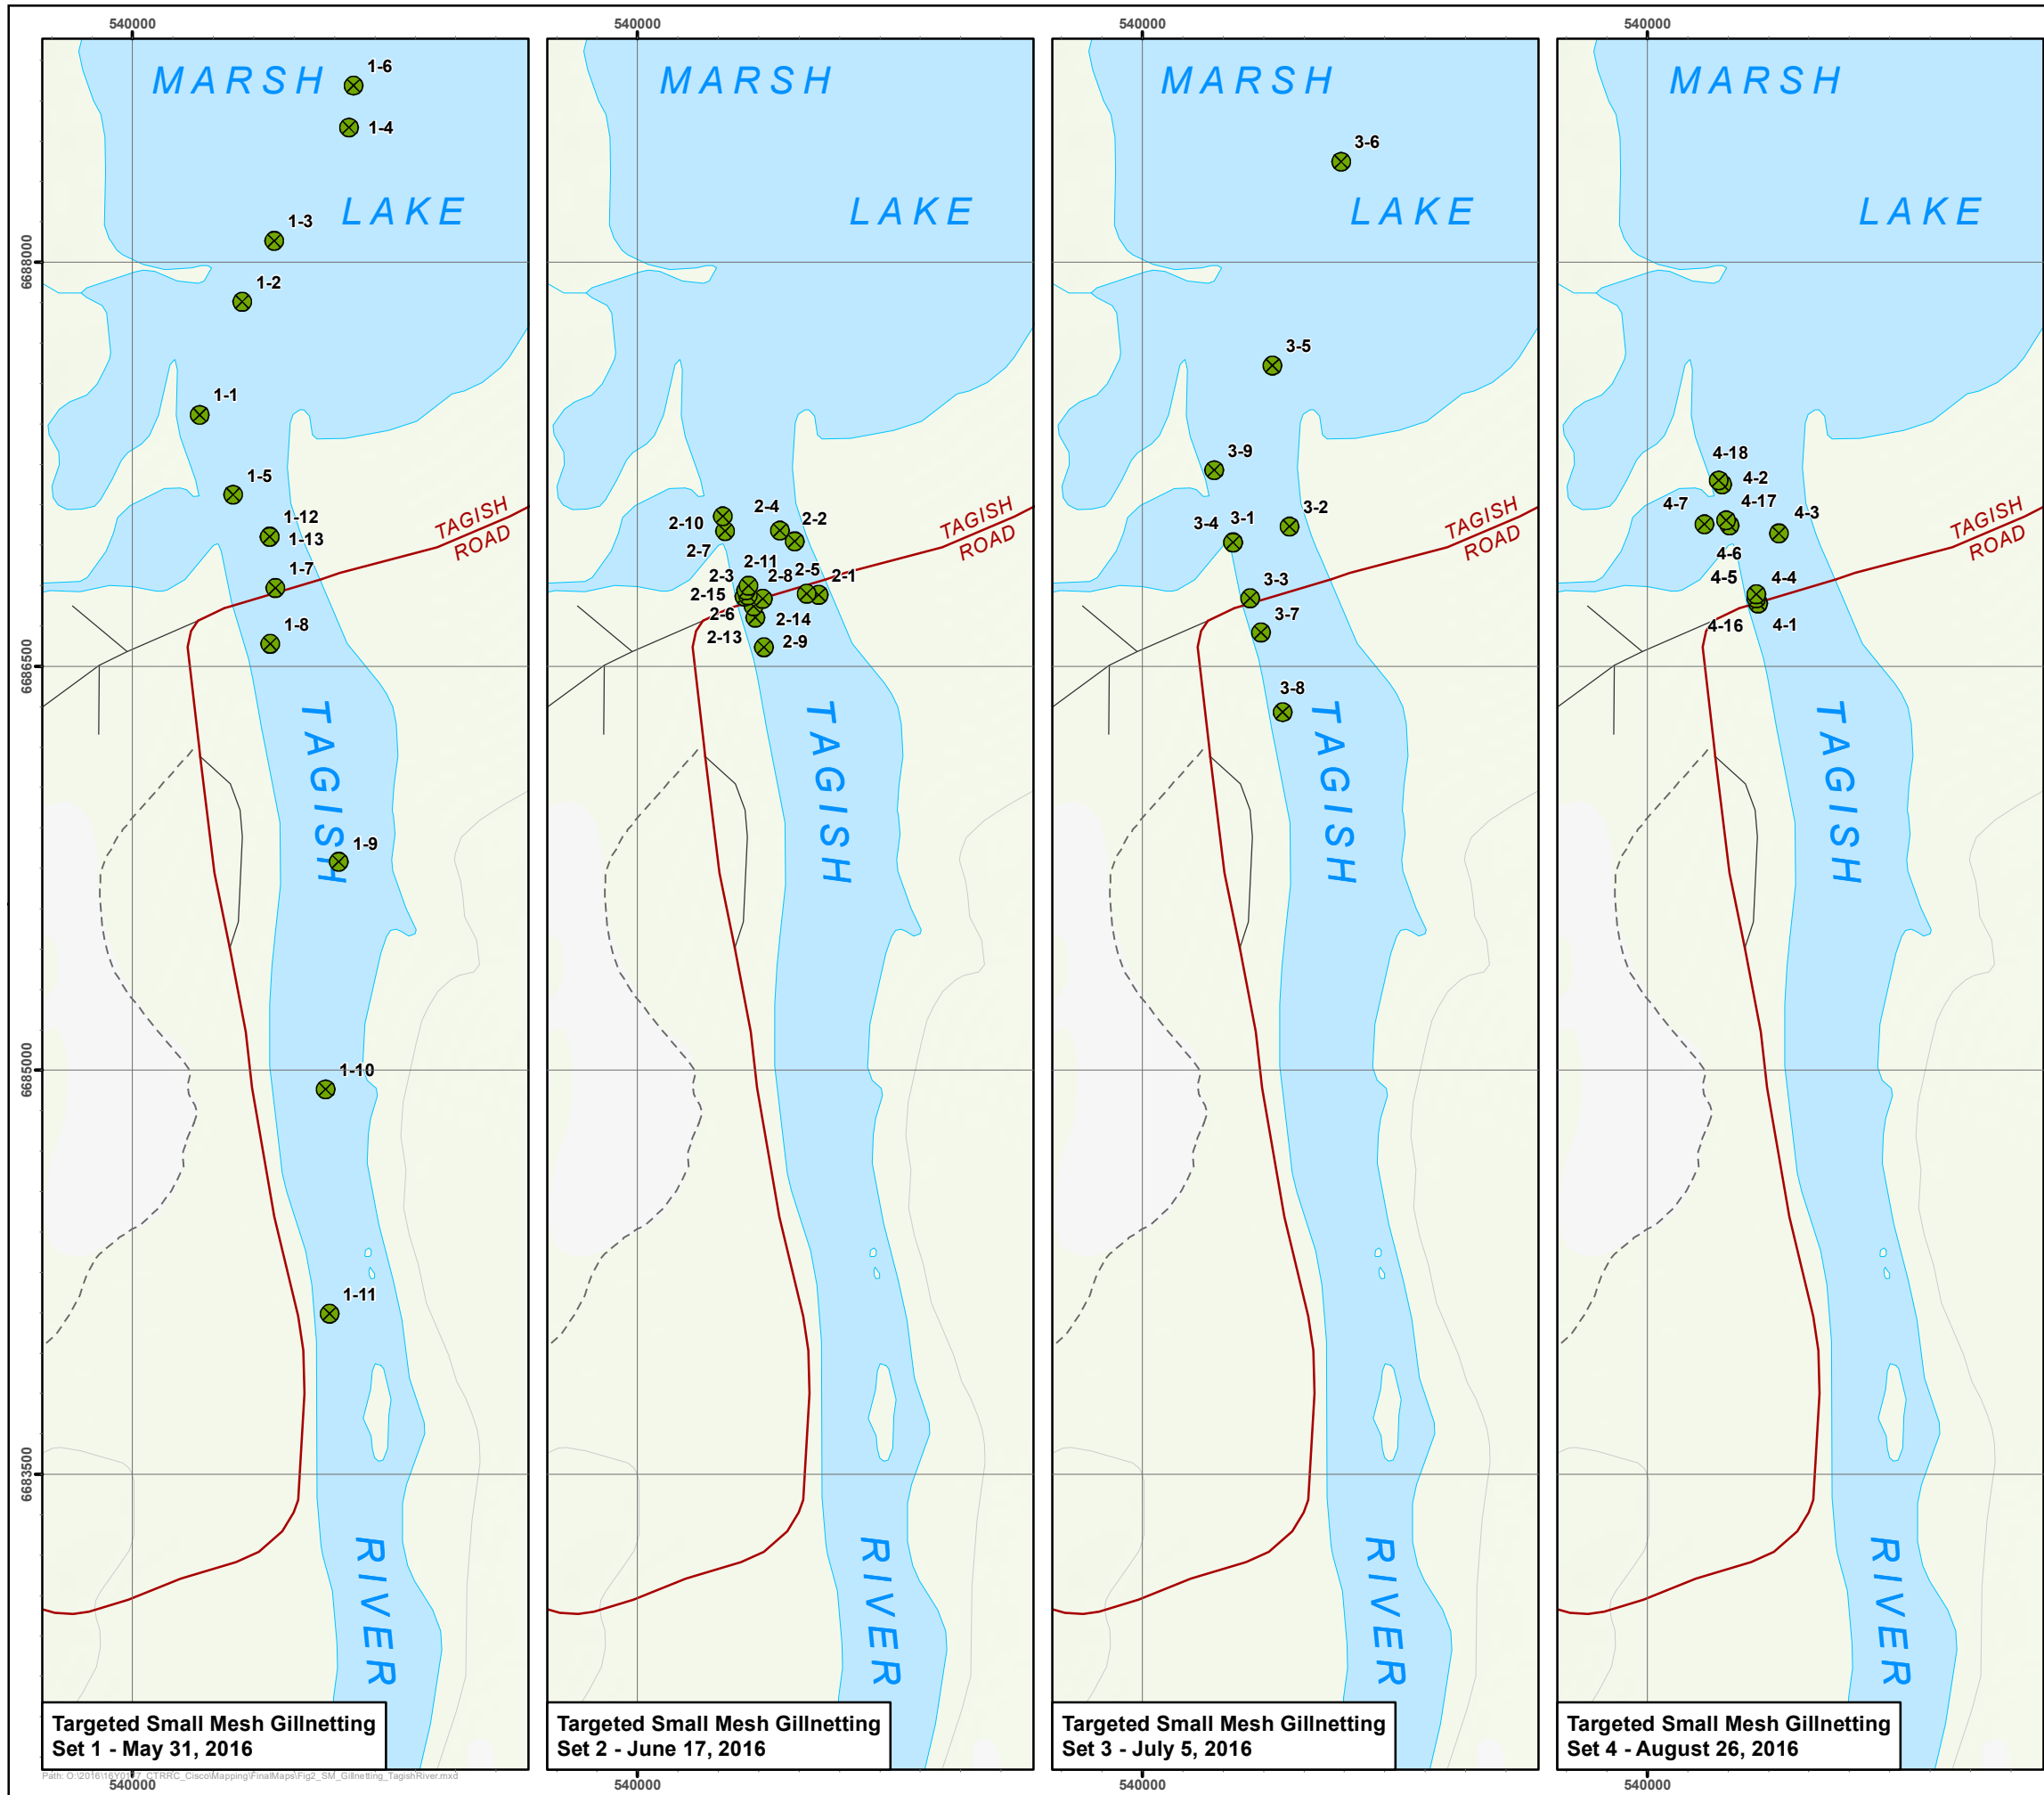 540000
540000
540000
540000
MARSH
LAKE
1-6
1-4
1-3
1-2
1-1
1-5
1-12
1-13
1-7
1-8
TAGISH
ROAD
TAGISH
1-9
1-10
1-11
RIVER
6688000
6686500
6685000
6683500
Targeted Small Mesh Gillnetting
Set 1 - May 31, 2016
MARSH
LAKE
2-4
2-2
2-10
2-7
2-11
2-5
2-3
2-8
2-1
2-15
2-6
2-14
2-13
2-9
TAGISH
ROAD
TAGISH
RIVER
Targeted Small Mesh Gillnetting
Set 2 - June 17, 2016
MARSH
LAKE
3-6
3-5
3-9
3-2
3-1
3-4
3-3
3-7
3-8
TAGISH
ROAD
TAGISH
RIVER
Targeted Small Mesh Gillnetting
Set 3 - July 5, 2016
MARSH
LAKE
4-18
4-2
4-17
4-7
4-3
4-6
4-5
4-4
4-16
4-1
TAGISH
ROAD
TAGISH
RIVER
Targeted Small Mesh Gillnetting
Set 4 - August 26, 2016
540000
540000
540000
540000